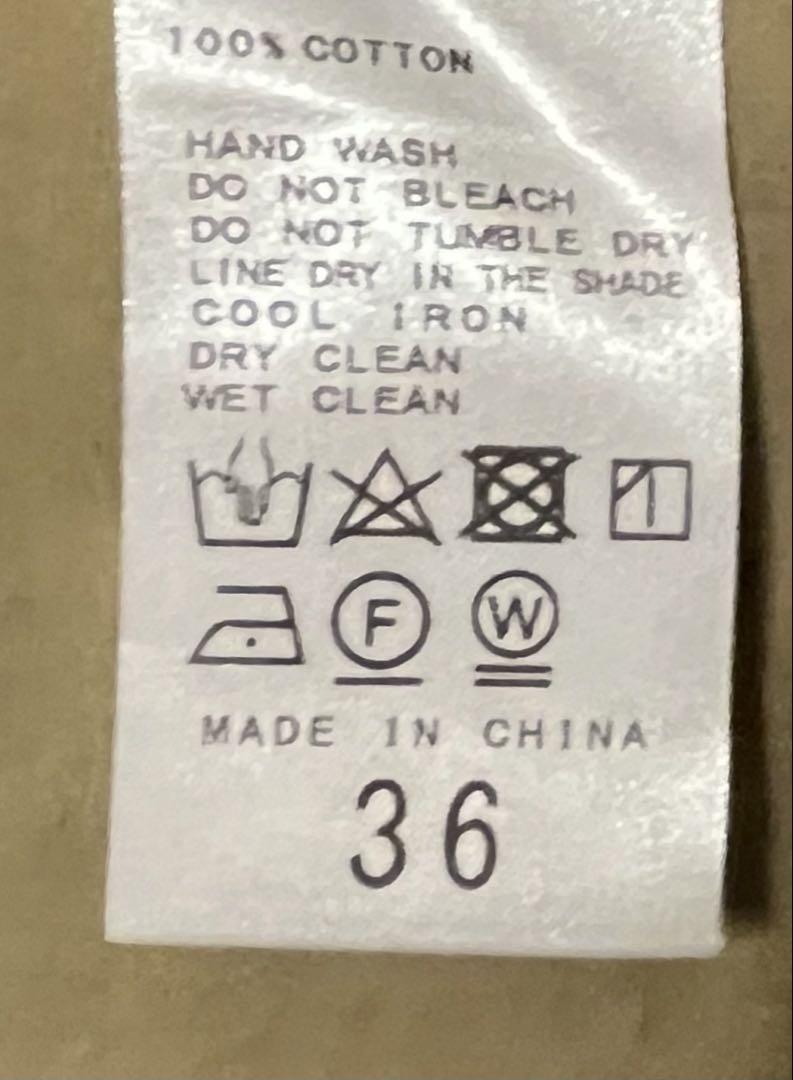 100% COTTON
HAND WASH
DO NOT BLEACH
DO NOT TUMBLE DRY
LINE DRY IN THE SHADE
COOL IRON
DRY CLEAN
WET CLEAN
F W
MADE IN CHINA
36